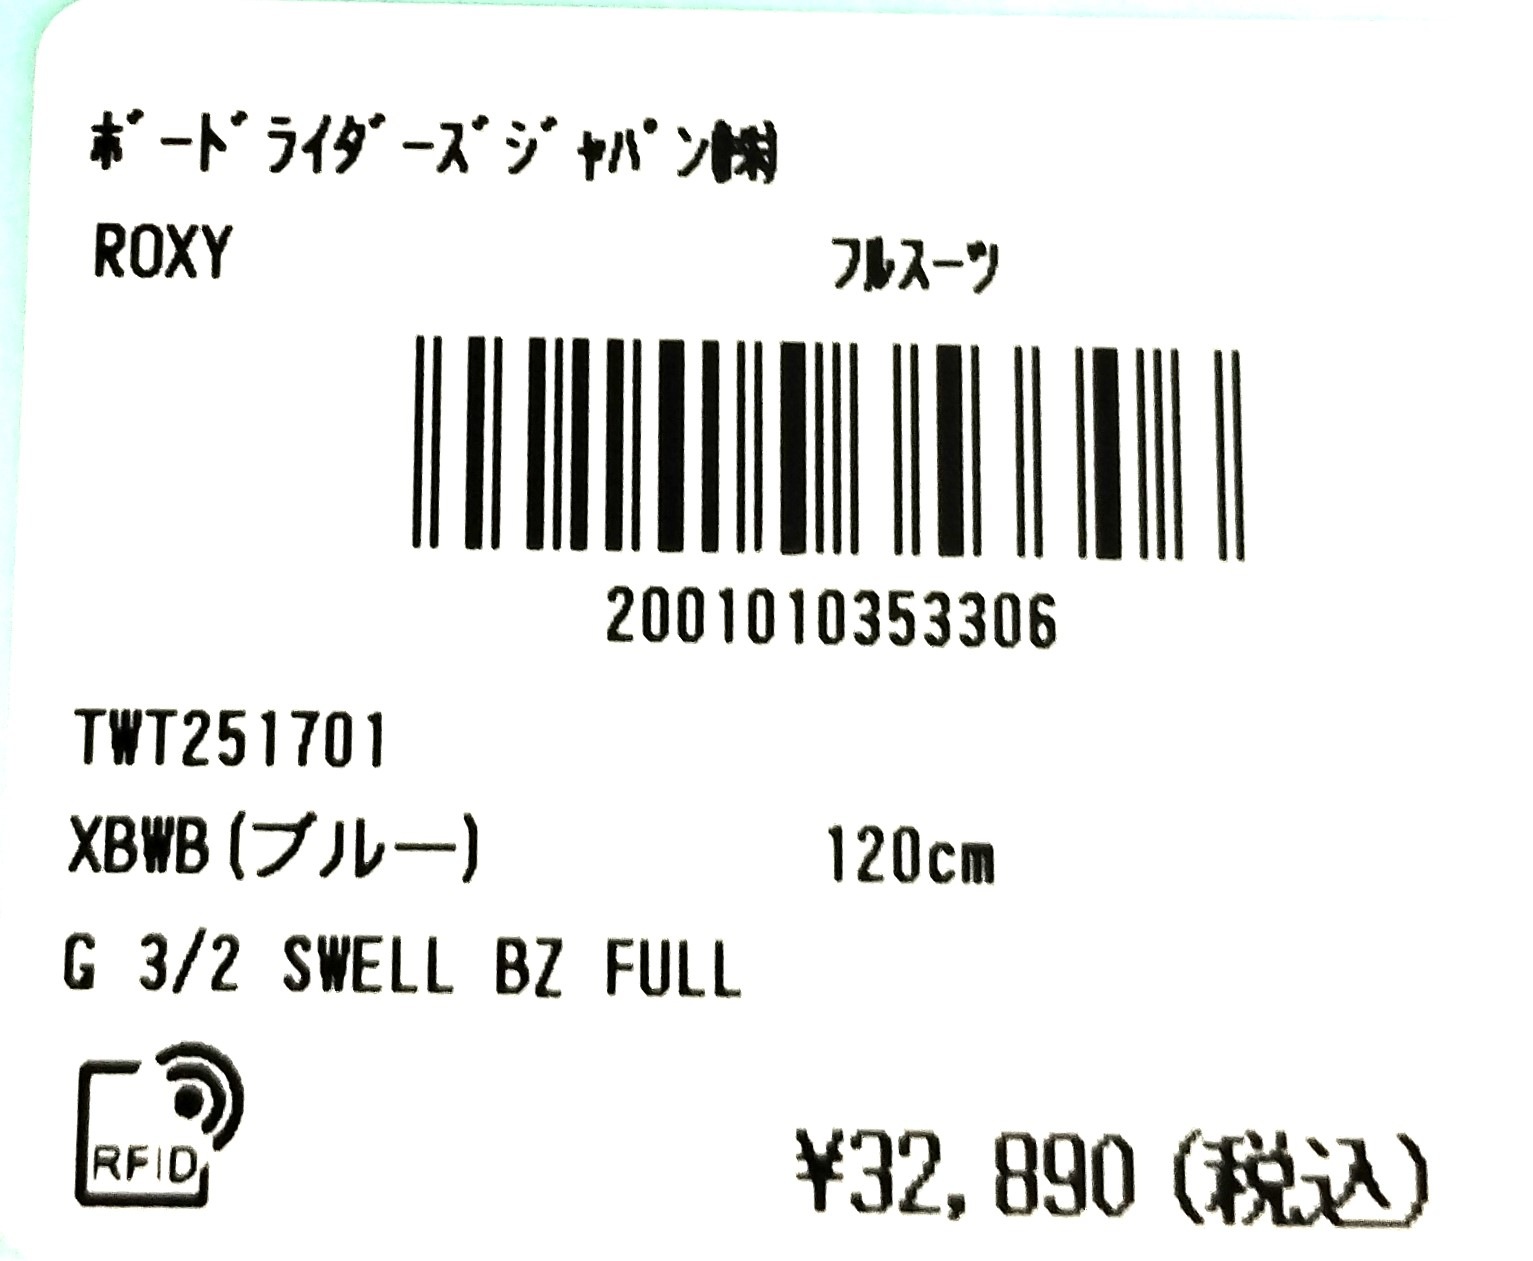 ﾎﾞｰﾄﾞﾗｲﾀﾞｰｽﾞｼﾞｬﾊﾟﾝ㈱
ROXY ﾌﾙｽｰﾂ
2001010353306
TWT251701
XBWB(ブルー) 120cm
G 3/2 SWELL BZ FULL
RFID
¥32,890(税込)